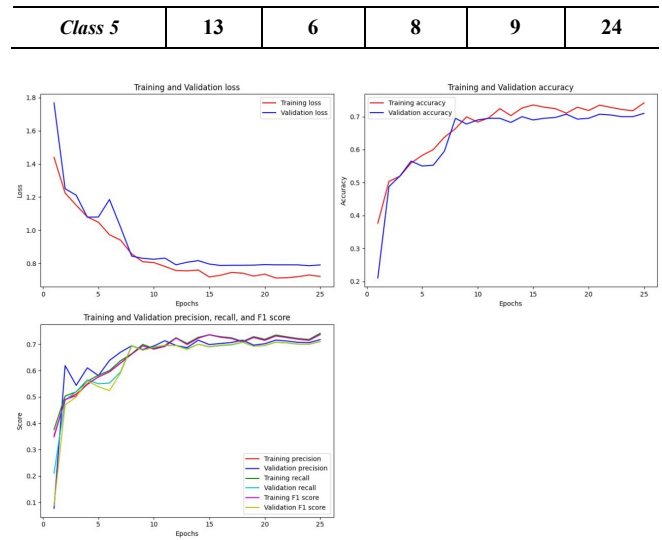 Class 5 13 6 8 9 24
Training and Validation loss
Training loss
Validation loss
1.8
1.6
1.4
1.2
1.0
0.8
Loss
0 5 10 15 20 25
Epochs
Training and Validation accuracy
Training accuracy
Validation accuracy
0.7
0.6
0.5
0.4
0.3
0.2
Accuracy
0 5 10 15 20 25
Epochs
Training and Validation precision, recall, and F1 score
0.7
0.6
0.5
0.4
0.3
0.2
0.1
Score
Training precision
Validation precision
Training recall
Validation recall
Training F1 score
Validation F1 score
0 5 10 15 20 25
Epochs